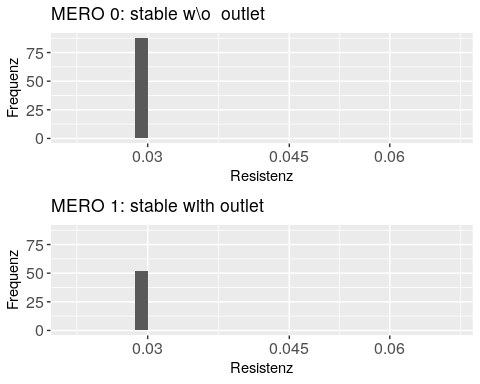 MERO 0: stable w\o  outlet
75
50
25
0
Frequenz
0.03 0.045 0.06
Resistenz
MERO 1: stable with outlet
75
50
25
0
Frequenz
0.03 0.045 0.06
Resistenz